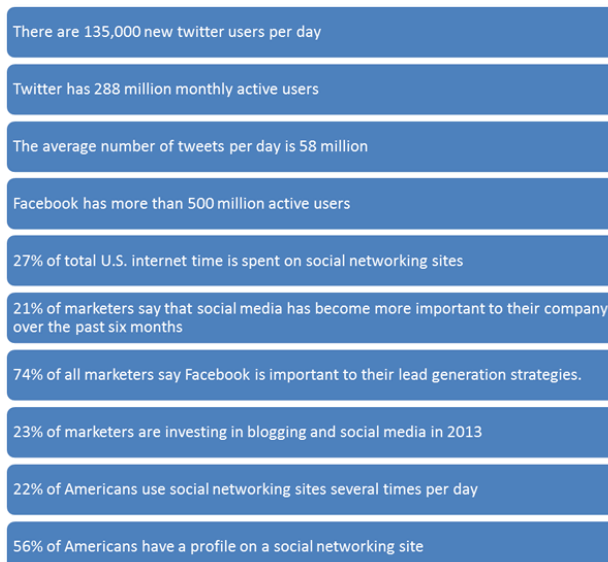 There are 135,000 new twitter users per day
Twitter has 288 million monthly active users
The average number of tweets per day is 58 million
Facebook has more than 500 million active users
27% of total U.S. internet time is spent on social networking sites
21% of marketers say that social media has become more important to their company
over the past six months
74% of all marketers say Facebook is important to their lead generation strategies.
23% of marketers are investing in blogging and social media in 2013
22% of Americans use social networking sites several times per day
56% of Americans have a profile on a social networking site